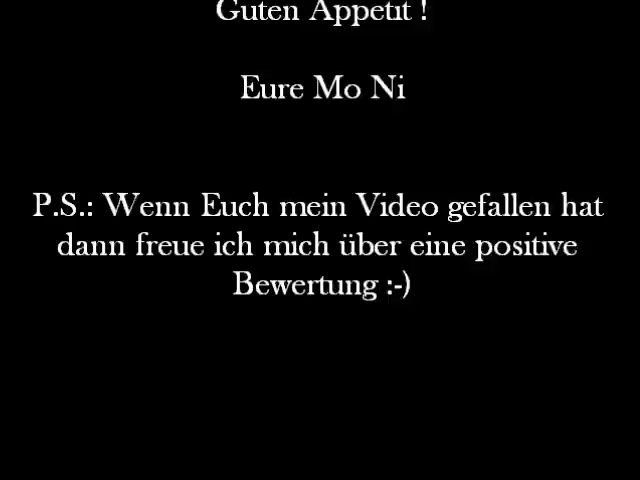 Guten Appetit !
Eure Mo Ni
P.S.: Wenn Euch mein Video gefallen hat
dann freue ich mich über eine positive
Bewertung :-)